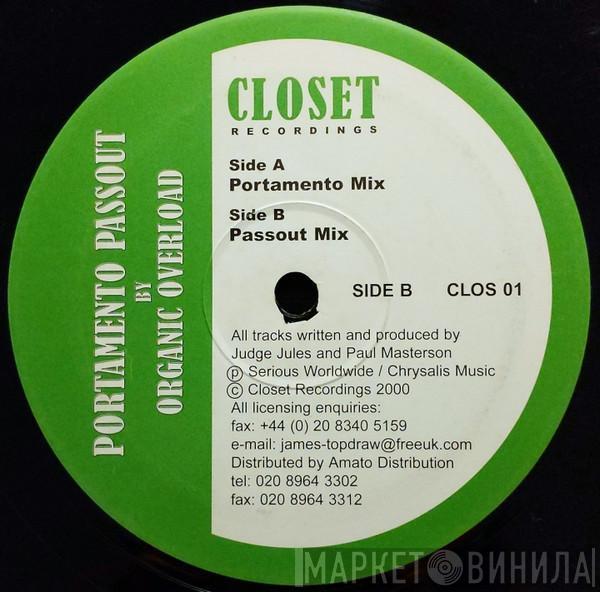 PORTAMENTO PASSOUT
BY
ORGANIC OVERLOAD
CLOSET
RECORDINGS
Side A
Portamento Mix
Side B
Passout Mix
SIDE B CLOS 01
All tracks written and produced by
Judge Jules and Paul Masterson
℗ Serious Worldwide / Chrysalis Music
© Closet Recordings 2000
All licensing enquiries:
fax: +44 (0) 20 8340 5159
e-mail: james-topdraw@freeuk.com
Distributed by Amato Distribution
tel: 020 8964 3302
fax: 020 8964 3312
МАРКЕТ ВИНИЛА